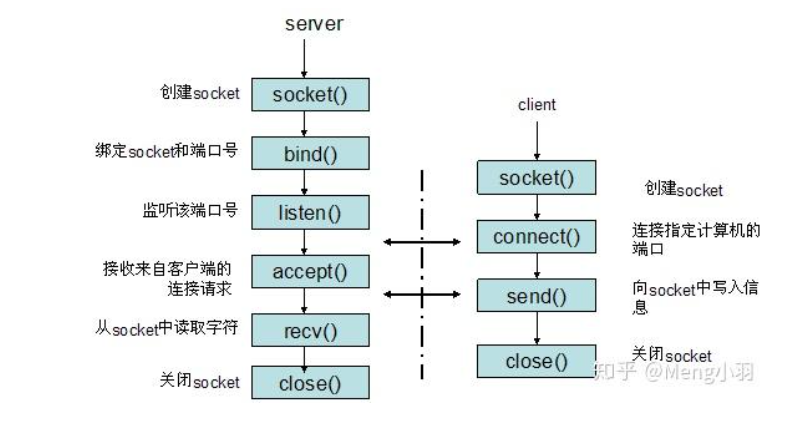 server
创建socket
socket()
绑定socket和端口号
bind()
监听该端口号
listen()
接收来自客户端的
连接请求
accept()
从socket中读取字符
recv()
关闭socket
close()
client
socket()
创建socket
connect()
连接指定计算机的
端口
send()
向socket中写入信
息
close()
关闭socket
知乎 @Meng小羽